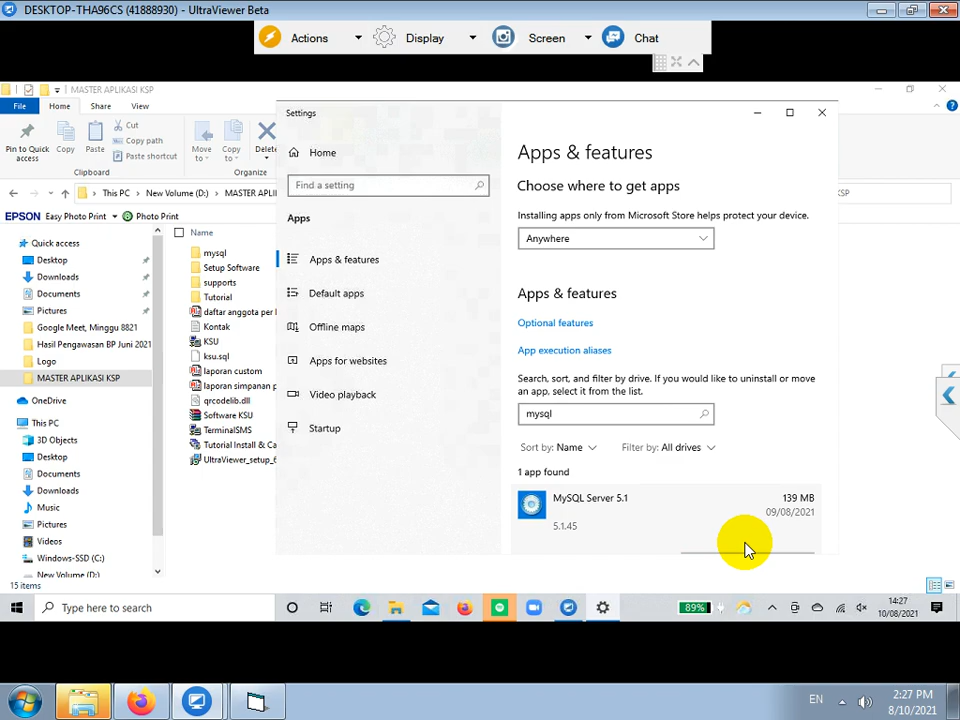 DESKTOP-THA96CS (41888930) - UltraViewer Beta
Actions
Display
Screen
Chat
MASTER APLIKASI KSP
File
Home
Share
View
Pin to Quick access
Copy
Paste
Cut
Copy path
Paste shortcut
Clipboard
Move to
Copy to
Delete
Organize
This PC > New Volume (D:) > MASTER APLI
KSP
EPSON
Easy Photo Print
Photo Print
Quick access
Desktop
Downloads
Documents
Pictures
Google Meet, Minggu 8821
Hasil Pengawasan BP Juni 2021
Logo
MASTER APLIKASI KSP
OneDrive
This PC
3D Objects
Desktop
Documents
Downloads
Music
Pictures
Videos
Windows-SSD (C:)
New Volume (D:)
15 items
Name
mysql
Setup Software
supports
Tutorial
daftar anggota per
Kontak
KSU
ksu.sql
laporan custom
laporan simpanan p
qrcodelib.dll
Software KSU
TerminalSMS
Tutorial Install & Ca
UltraViewer_setup_6
Settings
Home
Find a setting
Apps
Apps & features
Default apps
Offline maps
Apps for websites
Video playback
Startup
Apps & features
Choose where to get apps
Installing apps only from Microsoft Store helps protect your device.
Anywhere
Apps & features
Optional features
App execution aliases
Search, sort, and filter by drive. If you would like to uninstall or move
an app, select it from the list.
mysql
Sort by: Name
Filter by: All drives
1 app found
MySQL Server 5.1
139 MB
09/08/2021
5.1.45
Type here to search
89%
14:27
10/08/2021
EN
2:27 PM
8/10/2021